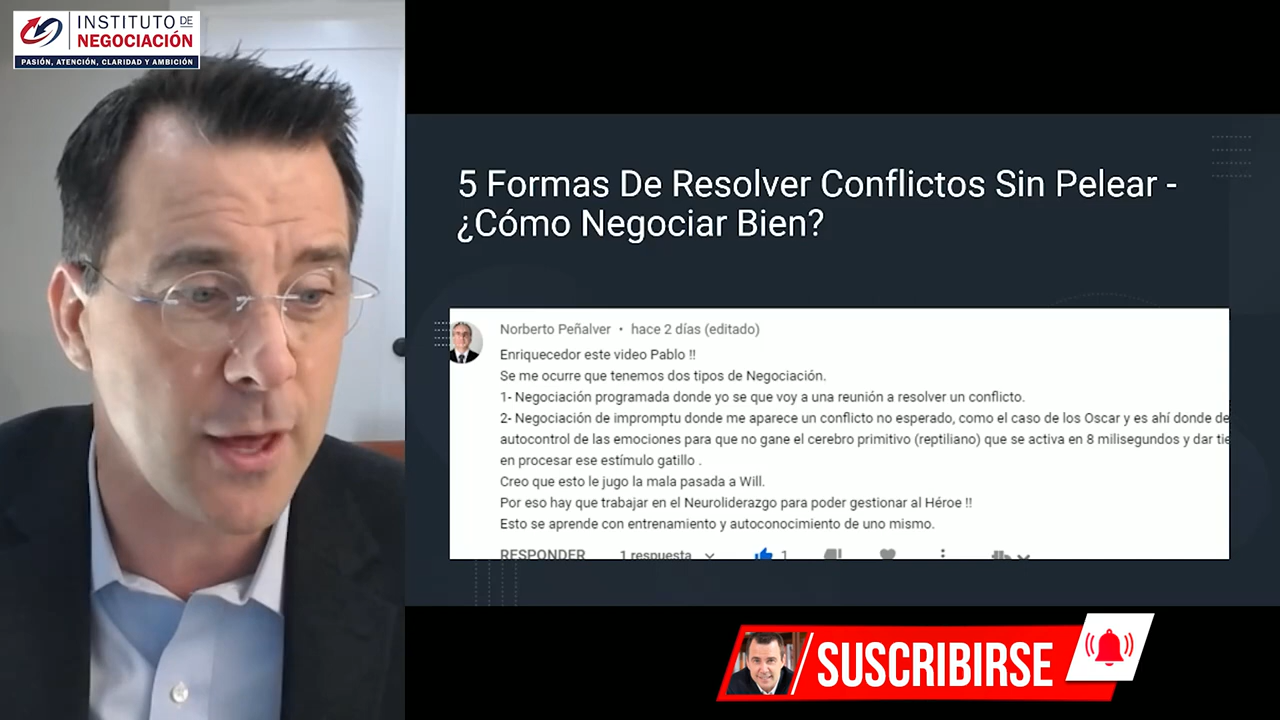 INSTITUTO DE
NEGOCIACIÓN
PASIÓN, ATENCIÓN, CLARIDAD Y AMBICIÓN
5 Formas De Resolver Conflictos Sin Pelear -
¿Cómo Negociar Bien?
Norberto Peñalver • hace 2 días (editado)
Enriquecedor este video Pablo !!
Se me ocurre que tenemos dos tipos de Negociación.
1- Negociación programada donde yo se que voy a una reunión a resolver un conflicto.
2- Negociación de impromptu donde me aparece un conflicto no esperado, como el caso de los Oscar y es ahí donde de
autocontrol de las emociones para que no gane el cerebro primitivo (reptiliano) que se activa en 8 milisegundos y dar tie
en procesar ese estímulo gatillo .
Creo que esto le jugo la mala pasada a Will.
Por eso hay que trabajar en el Neuroliderazgo para poder gestionar al Héroe !!
Esto se aprende con entrenamiento y autoconocimiento de uno mismo.
RESPONDER 1 respuesta 1
SUSCRIBIRSE